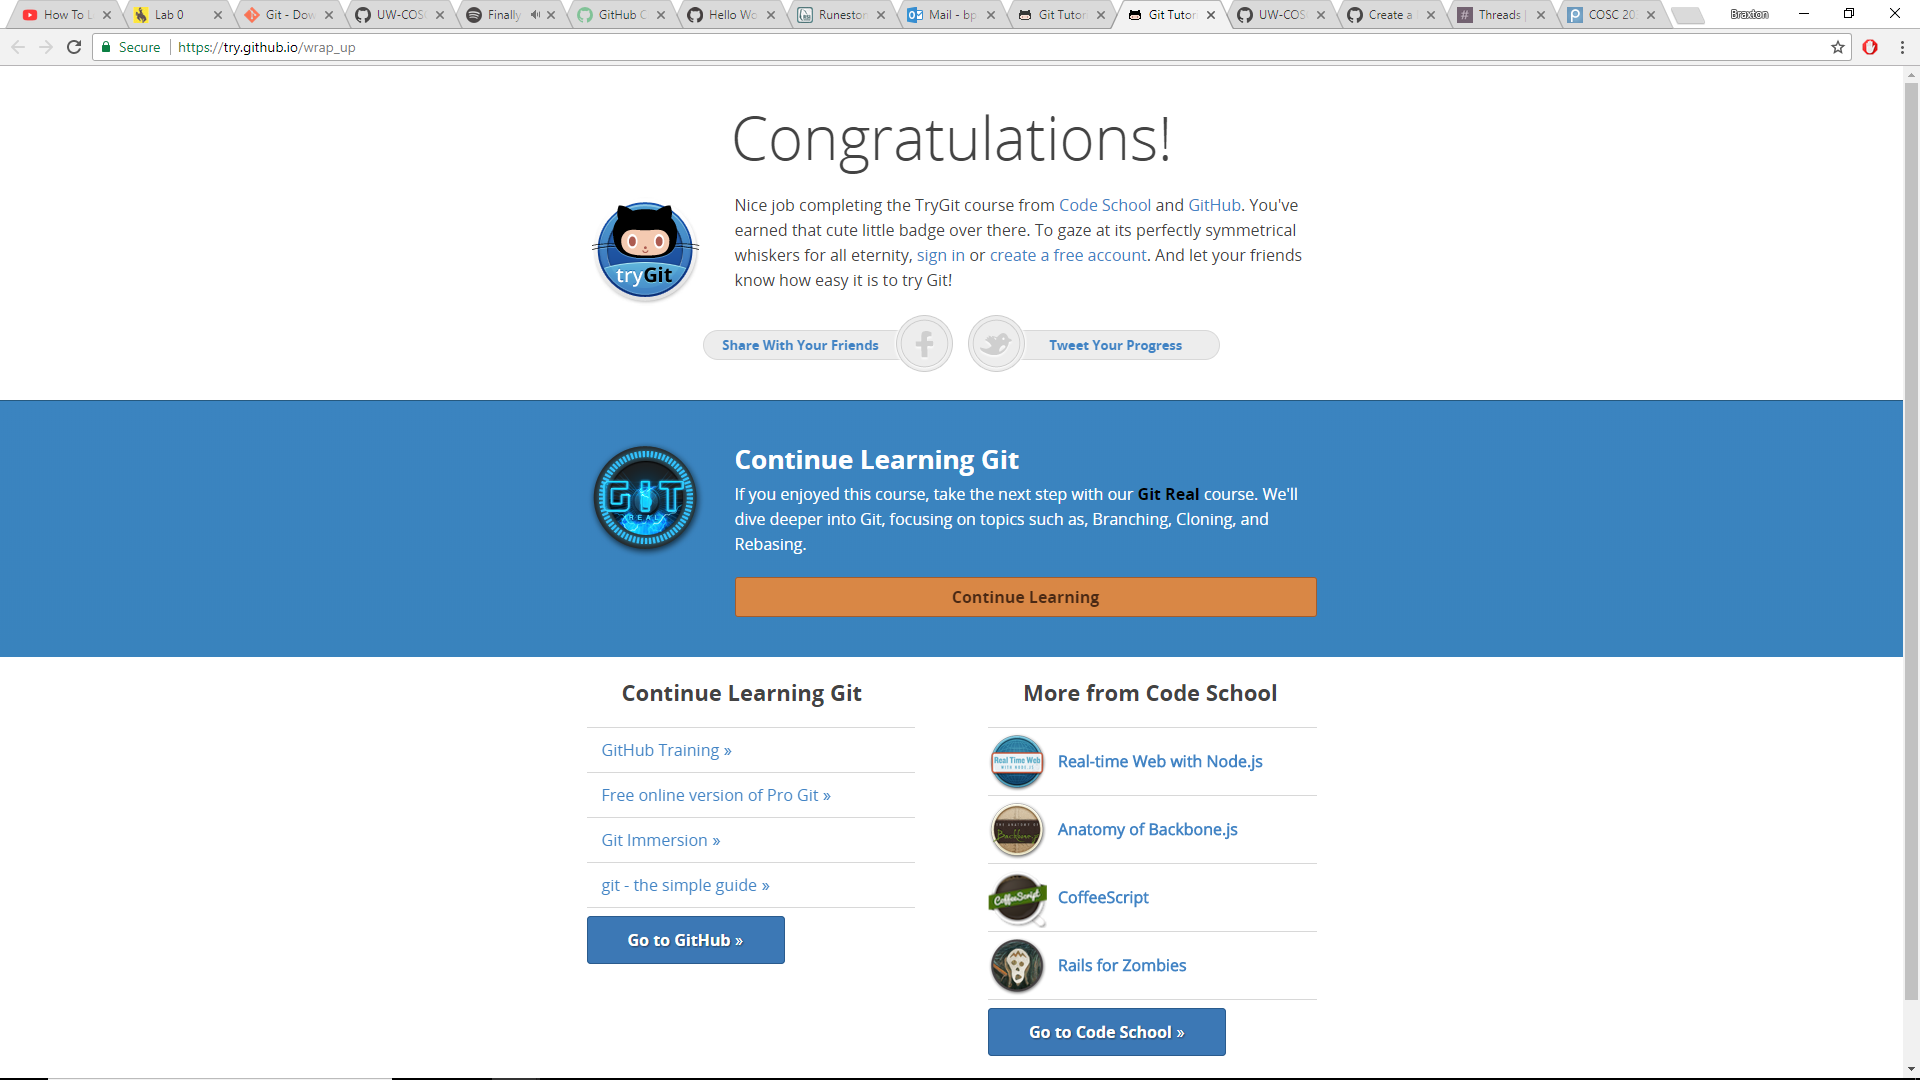 How To L
Lab 0
Git - Dow
UW-COS
Finally
GitHub C
Hello Wo
Runeston
Mail - bp
Git Tutor
Git Tutor
UW-COS
Create a
Threads
COSC 20
Braxton
Secure
https://try.github.io/wrap_up
Congratulations!
Nice job completing the TryGit course from Code School and GitHub. You've
earned that cute little badge over there. To gaze at its perfectly symmetrical
whiskers for all eternity, sign in or create a free account. And let your friends
know how easy it is to try Git!
tryGit
Share With Your Friends
Tweet Your Progress
GIT
REAL
Continue Learning Git
If you enjoyed this course, take the next step with our Git Real course. We'll
dive deeper into Git, focusing on topics such as, Branching, Cloning, and
Rebasing.
Continue Learning
Continue Learning Git
GitHub Training »
Free online version of Pro Git »
Git Immersion »
git - the simple guide »
Go to GitHub »
More from Code School
Real Time Web
WITH NODE.JS
Real-time Web with Node.js
Anatomy of Backbone.js
CoffeeScript
CoffeeScript
Rails for Zombies
Go to Code School »